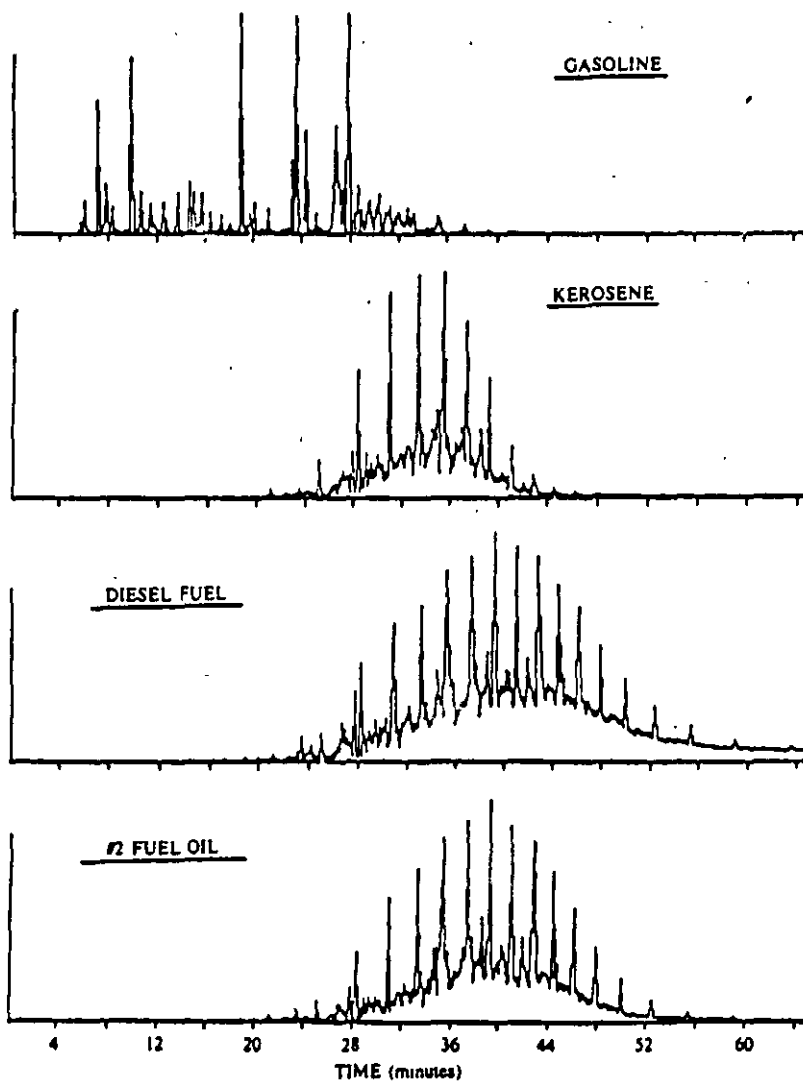 GASOLINE
KEROSENE
DIESEL FUEL
#2 FUEL OIL
4 12 20 28 36 44 52 60
TIME (minutes)